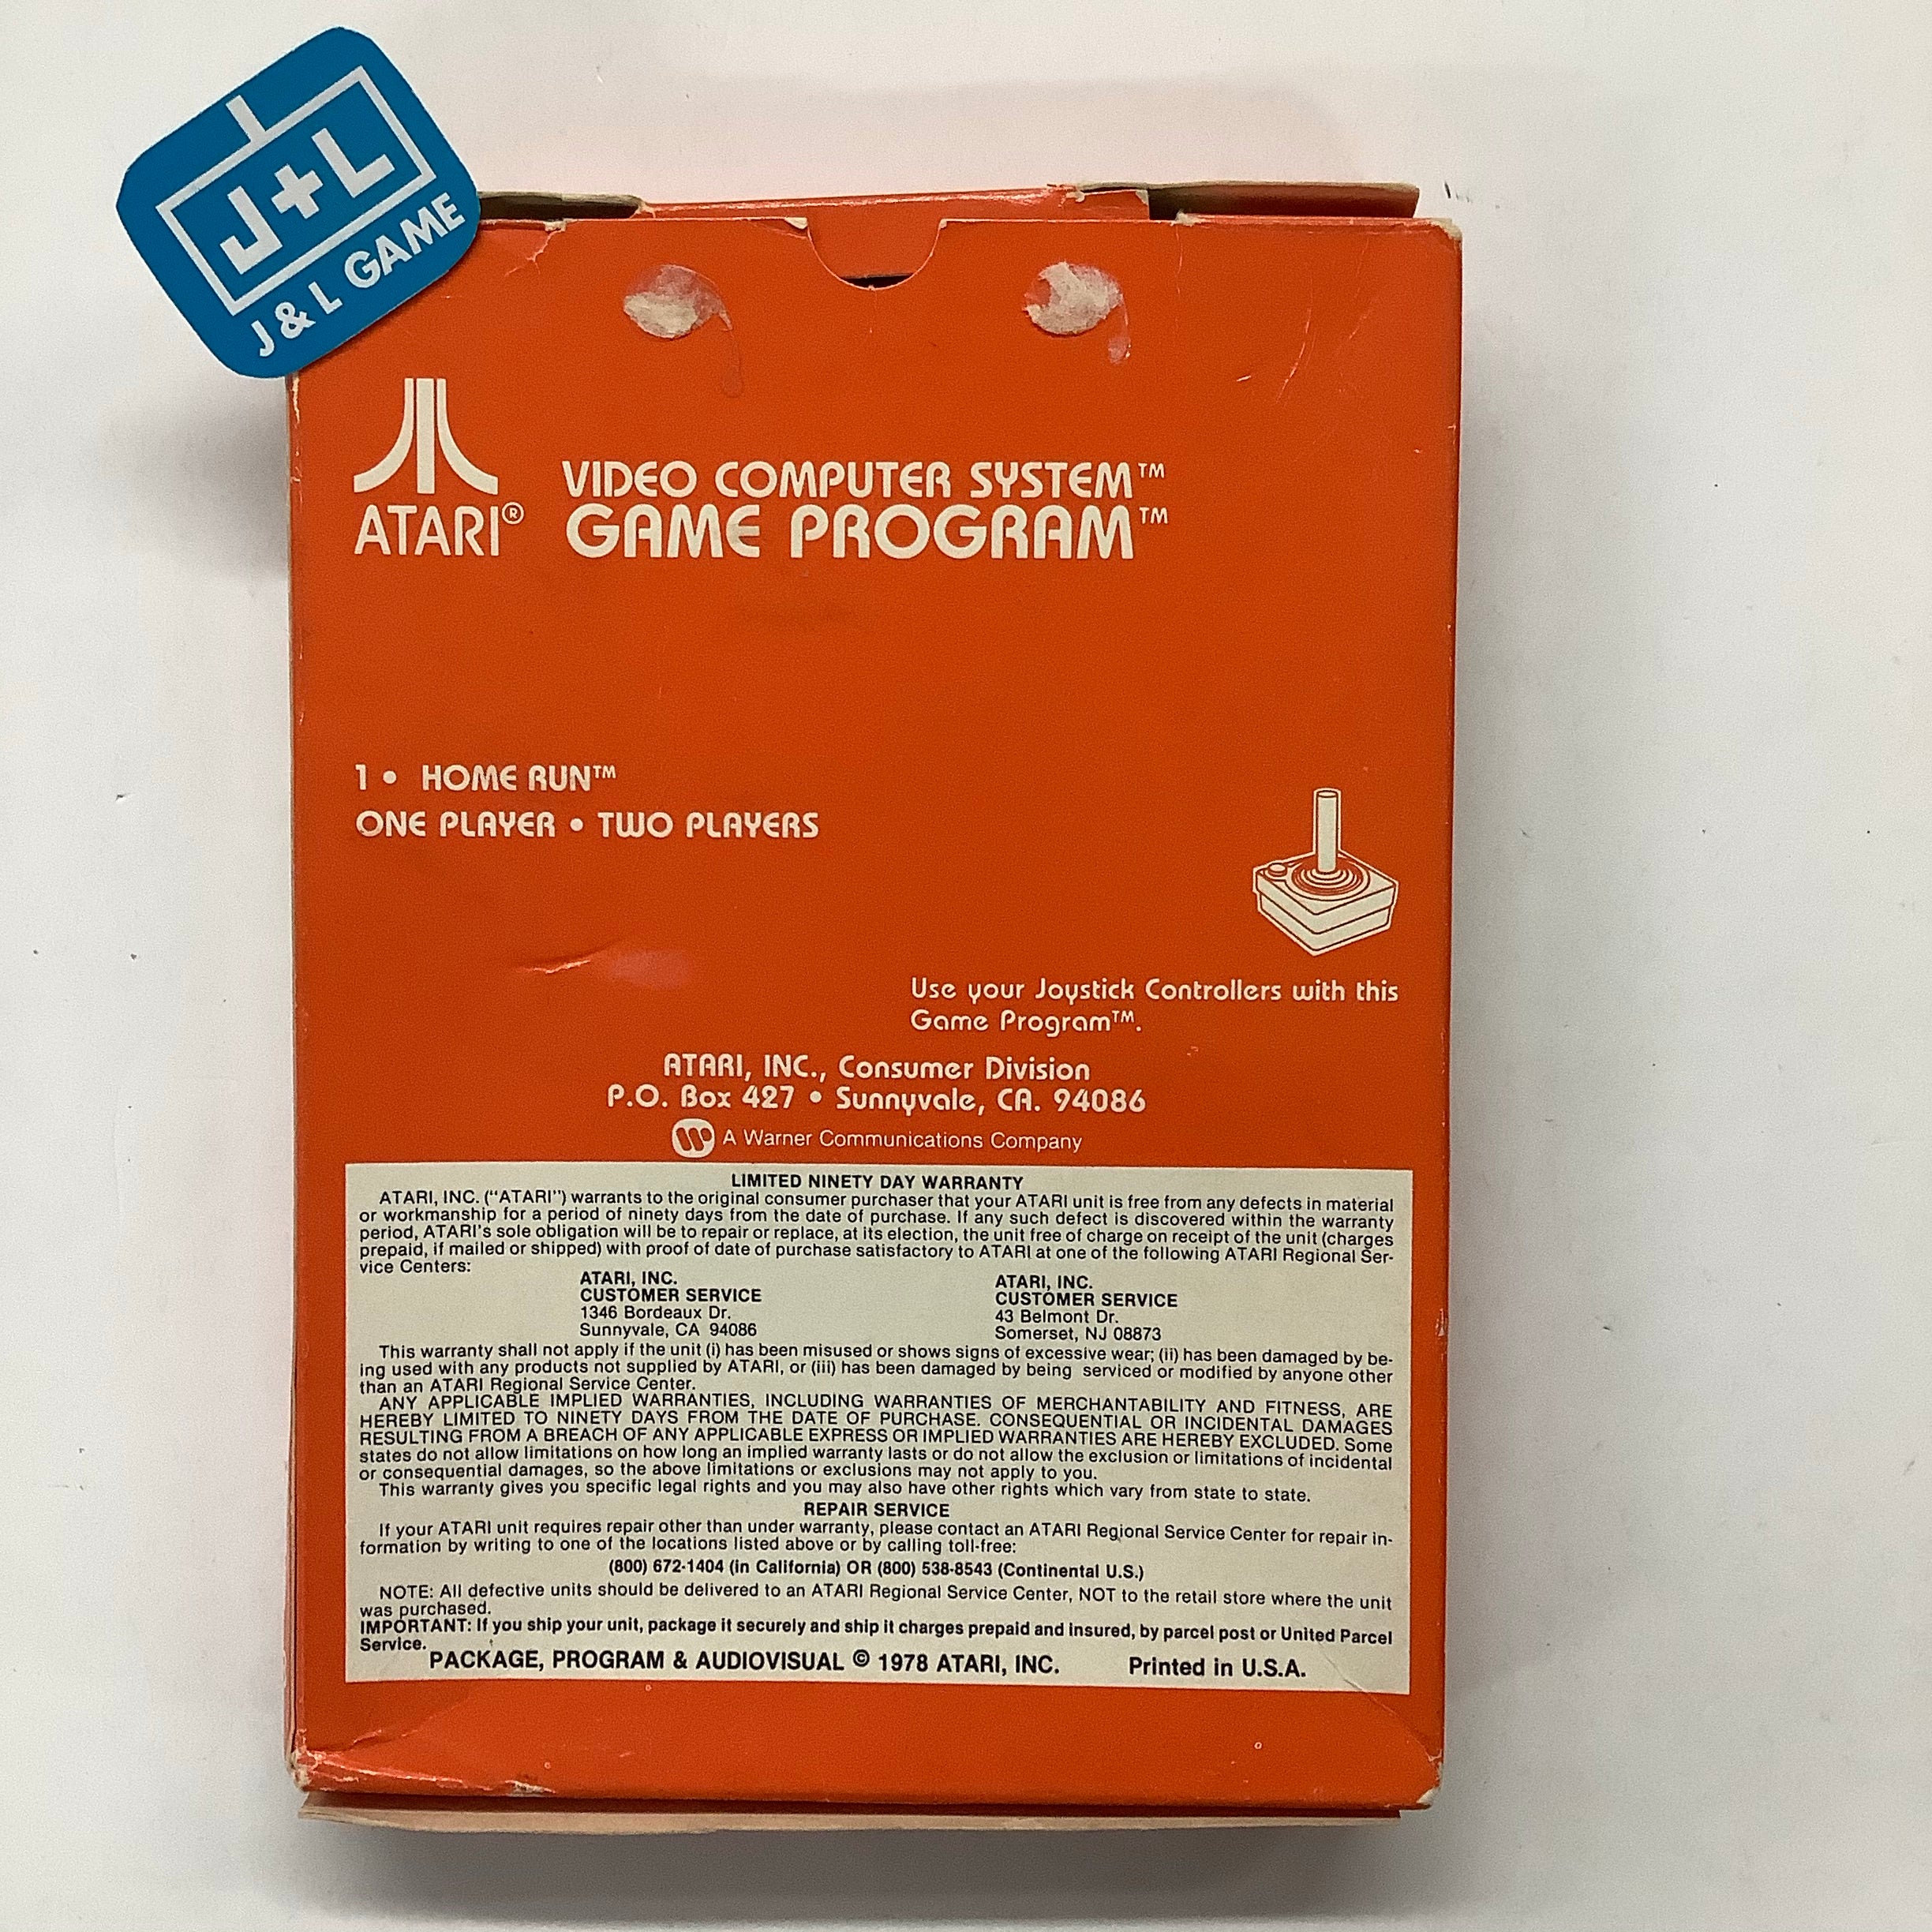 J+L
J & L GAME
ATARI®
VIDEO COMPUTER SYSTEM™
GAME PROGRAM™
1 • HOME RUN™
ONE PLAYER • TWO PLAYERS
Use your Joystick Controllers with this
Game Program™.
ATARI, INC., Consumer Division
P.O. Box 427 • Sunnyvale, CA. 94086
A Warner Communications Company
LIMITED NINETY DAY WARRANTY
ATARI, INC. (“ATARI”) warrants to the original consumer purchaser that your ATARI unit is free from any defects in material
or workmanship for a period of ninety days from the date of purchase. If any such defect is discovered within the warranty
period, ATARI's sole obligation will be to repair or replace, at its election, the unit free of charge on receipt of the unit (charges
prepaid, if mailed or shipped) with proof of date of purchase satisfactory to ATARI at one of the following ATARI Regional Ser-
vice Centers:
ATARI, INC.
CUSTOMER SERVICE
1346 Bordeaux Dr.
Sunnyvale, CA 94086
ATARI, INC.
CUSTOMER SERVICE
43 Belmont Dr.
Somerset, NJ 08873
This warranty shall not apply if the unit (i) has been misused or shows signs of excessive wear; (ii) has been damaged by be-
ing used with any products not supplied by ATARI, or (iii) has been damaged by being serviced or modified by anyone other
than an ATARI Regional Service Center.
ANY APPLICABLE IMPLIED WARRANTIES, INCLUDING WARRANTIES OF MERCHANTABILITY AND FITNESS, ARE
HEREBY LIMITED TO NINETY DAYS FROM THE DATE OF PURCHASE. CONSEQUENTIAL OR INCIDENTAL DAMAGES
RESULTING FROM A BREACH OF ANY APPLICABLE EXPRESS OR IMPLIED WARRANTIES ARE HEREBY EXCLUDED. Some
states do not allow limitations on how long an implied warranty lasts or do not allow the exclusion or limitations of incidental
or consequential damages, so the above limitations or exclusions may not apply to you.
This warranty gives you specific legal rights and you may also have other rights which vary from state to state.
REPAIR SERVICE
If your ATARI unit requires repair other than under warranty, please contact an ATARI Regional Service Center for repair in-
formation by writing to one of the locations listed above or by calling toll-free:
(800) 672-1404 (in California) OR (800) 538-8543 (Continental U.S.)
NOTE: All defective units should be delivered to an ATARI Regional Service Center, NOT to the retail store where the unit
was purchased.
IMPORTANT: If you ship your unit, package it securely and ship it charges prepaid and insured, by parcel post or United Parcel
Service.
PACKAGE, PROGRAM & AUDIOVISUAL © 1978 ATARI, INC. Printed in U.S.A.